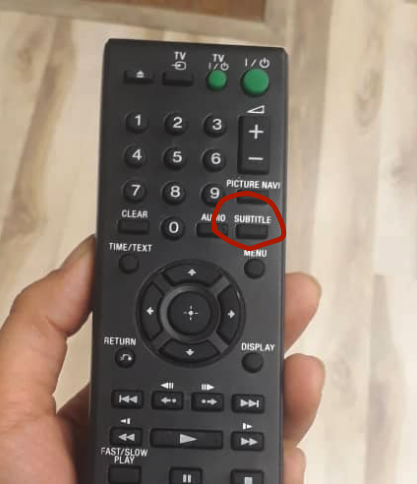 TV TV
I/⏻ I/⏻
1 2 3 +
4 5 6 −
PICTURE NAVI
7 8 9
CLEAR AUDIO SUBTITLE
0
TIME/TEXT MENU
RETURN DISPLAY
FAST/SLOW
PLAY